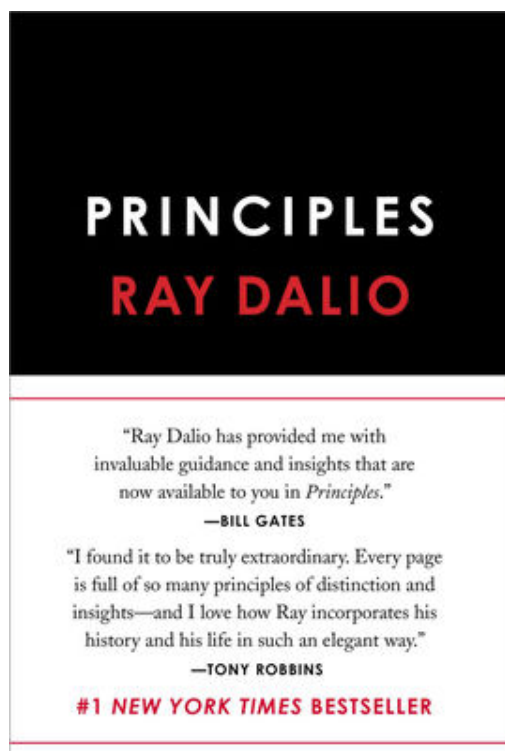 PRINCIPLES
RAY DALIO
“Ray Dalio has provided me with
invaluable guidance and insights that are
now available to you in Principles.”
—BILL GATES
“I found it to be truly extraordinary. Every page
is full of so many principles of distinction and
insights—and I love how Ray incorporates his
history and his life in such an elegant way.”
—TONY ROBBINS
#1 NEW YORK TIMES BESTSELLER